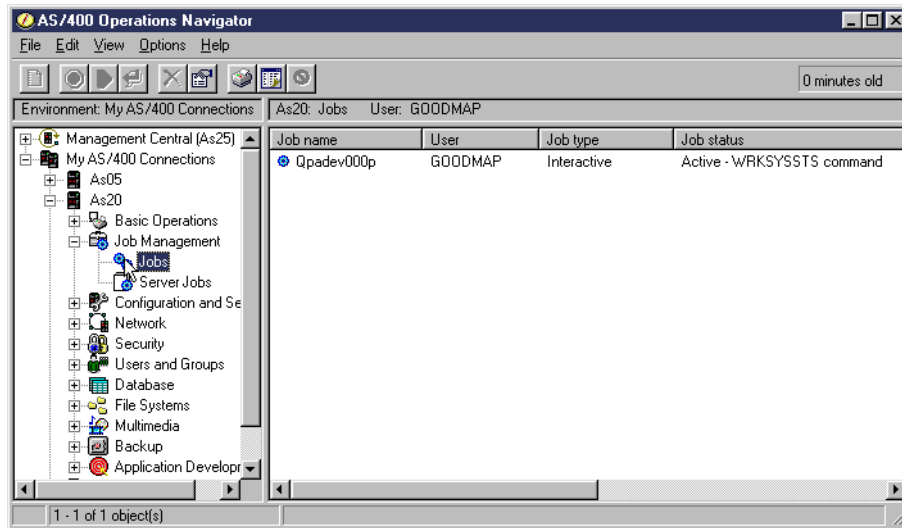 AS/400 Operations Navigator
File Edit View Options Help
0 minutes old
Environment: My AS/400 Connections
As20: Jobs User: GOODMAP
Management Central (As25)
My AS/400 Connections
As05
As20
Basic Operations
Job Management
Jobs
Server Jobs
Configuration and Se
Network
Security
Users and Groups
Database
File Systems
Multimedia
Backup
Application Developr
Job name User Job type Job status
Qpadev000p GOODMAP Interactive Active - WRKSYSSTS command
1 - 1 of 1 object(s)